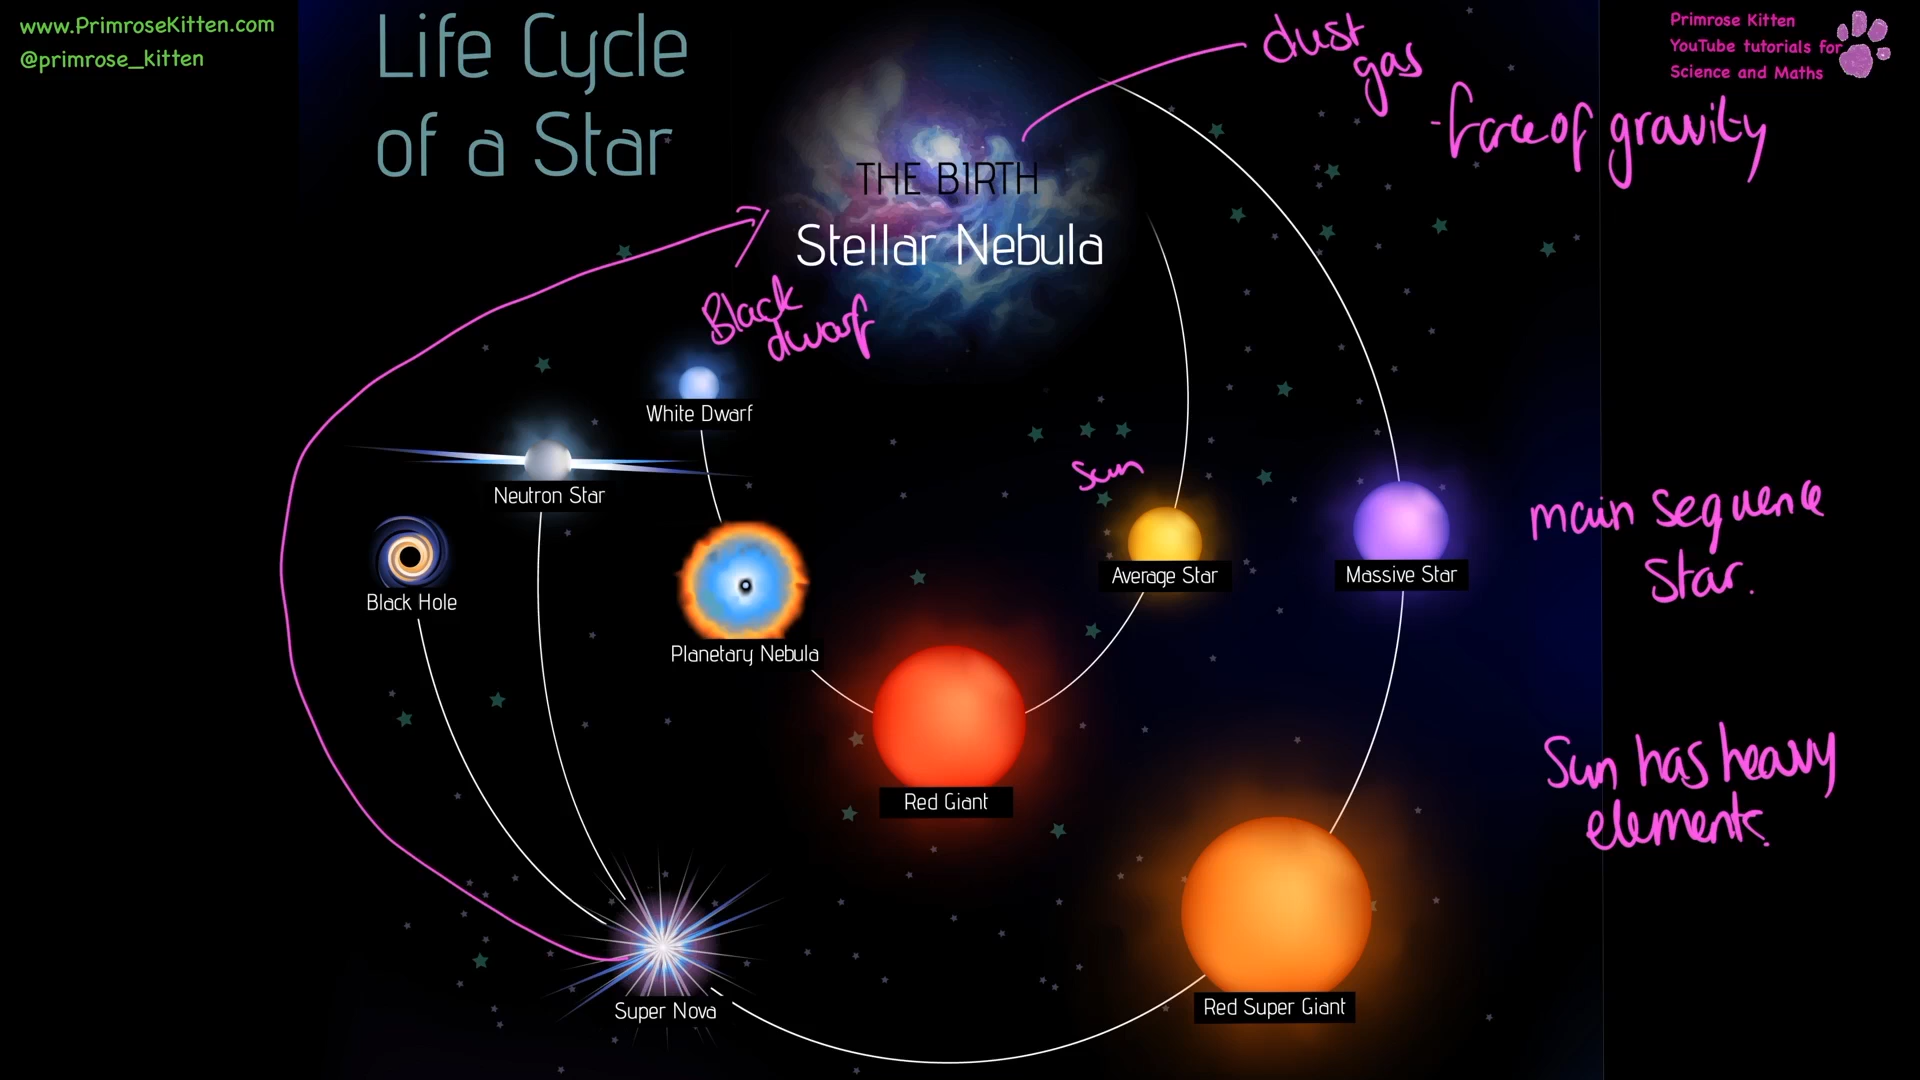 www.PrimroseKitten.com
@primrose_kitten
Life Cycle
of a Star
Primrose Kitten
YouTube tutorials for
Science and Maths
dust
gas
- force of gravity
THE BIRTH
Stellar Nebula
Black
dwarf
White Dwarf
Neutron Star
Black Hole
Planetary Nebula
Sun
Average Star
Massive Star
main sequence
Star.
Red Giant
Sun has heavy
elements.
Super Nova
Red Super Giant